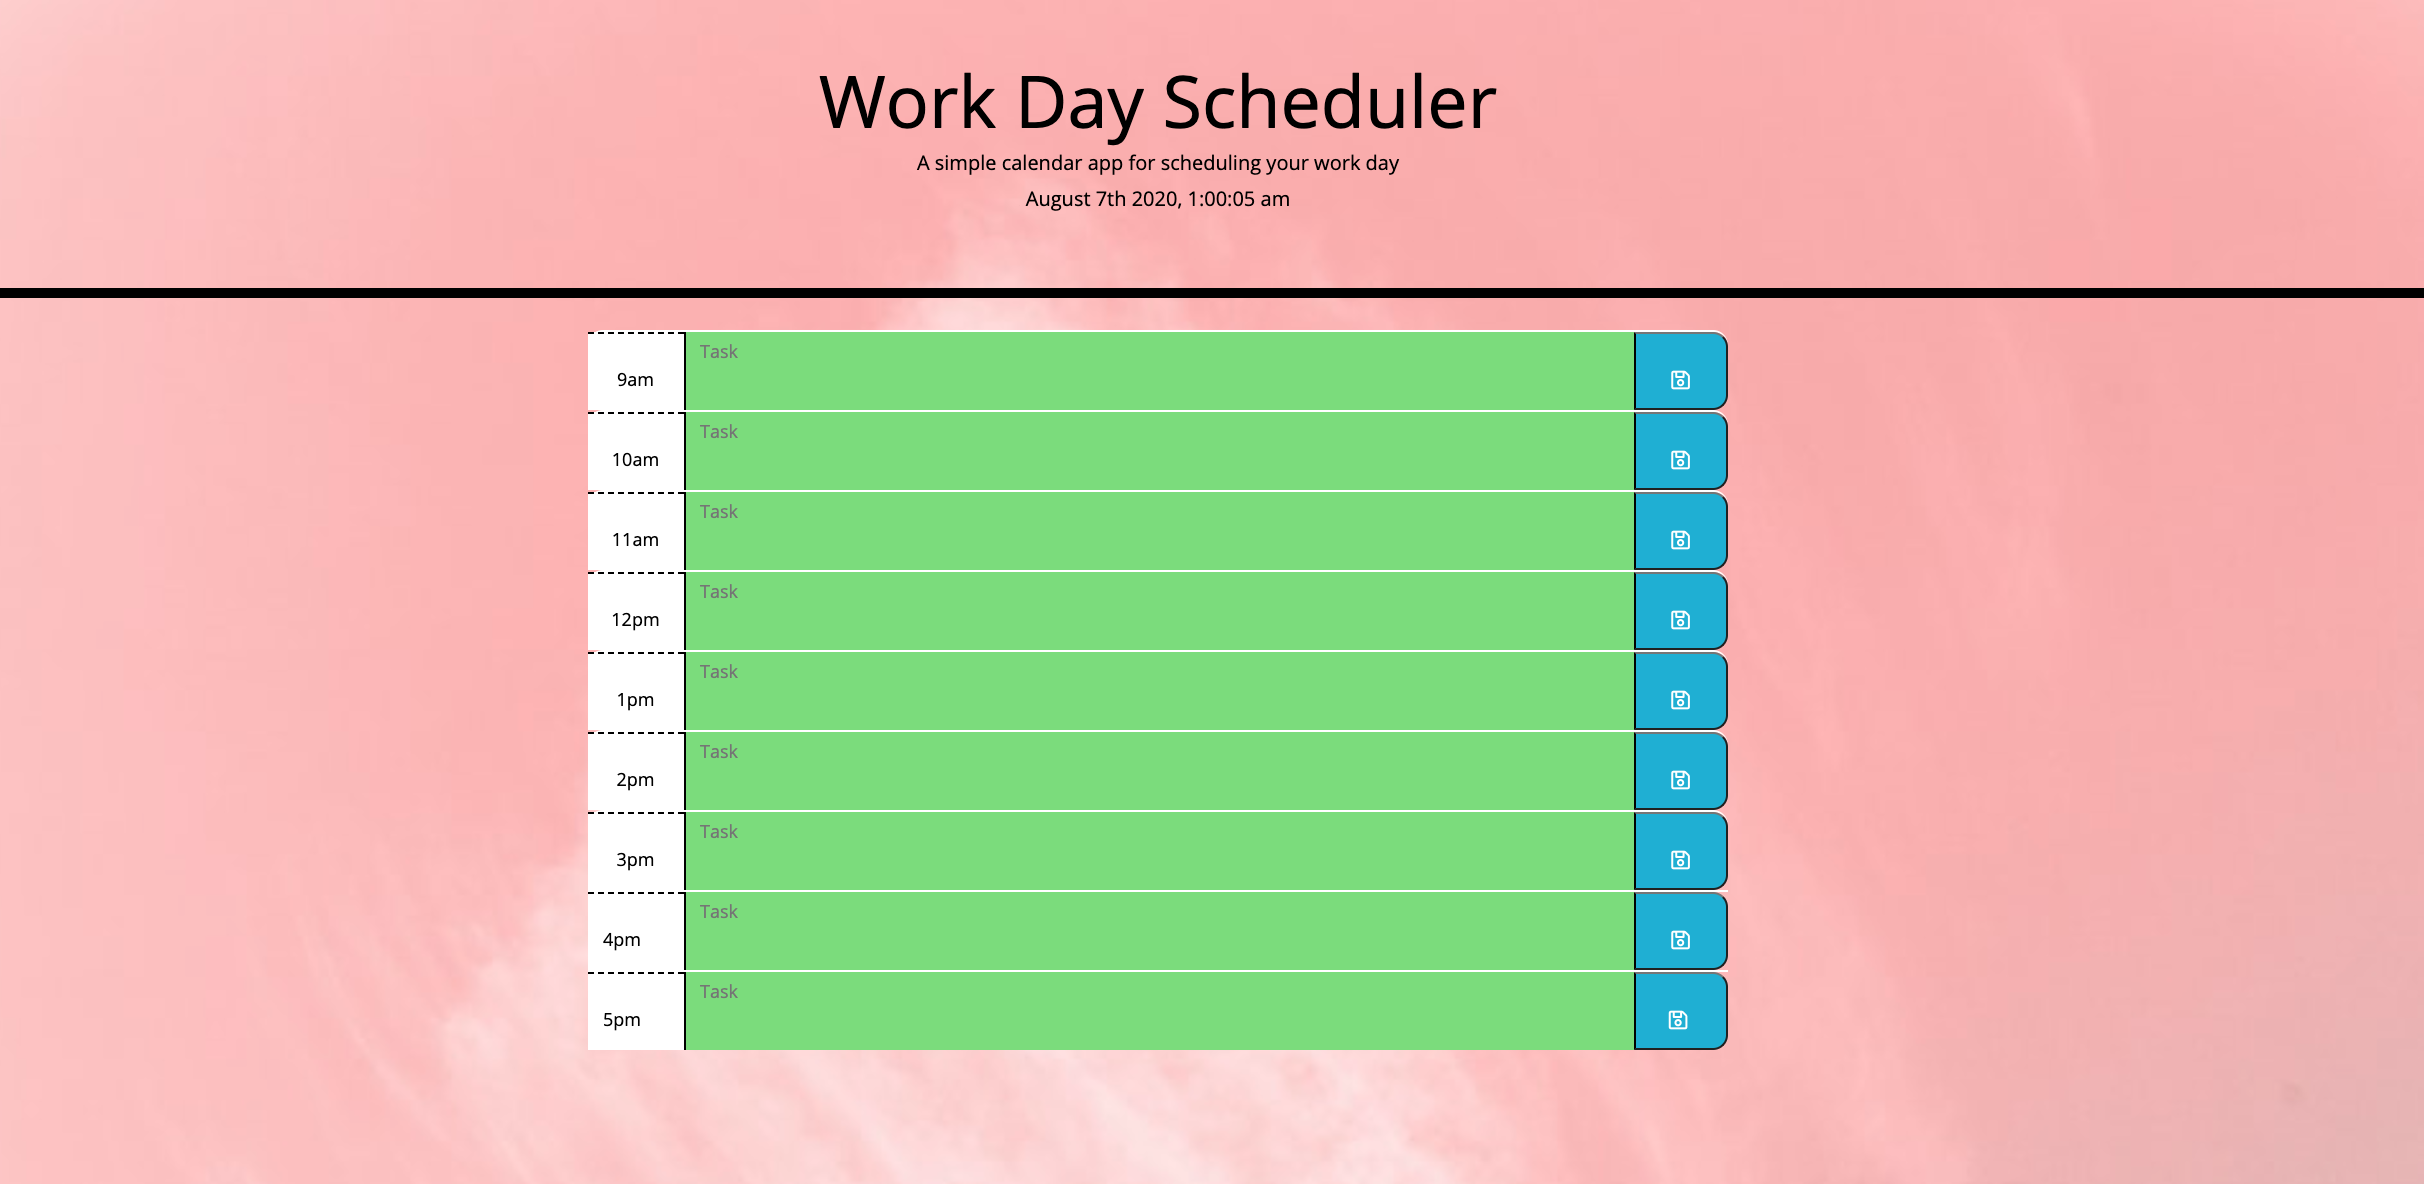 Work Day Scheduler
A simple calendar app for scheduling your work day
August 7th 2020, 1:00:05 am
9am Task
10am Task
11am Task
12pm Task
1pm Task
2pm Task
3pm Task
4pm Task
5pm Task